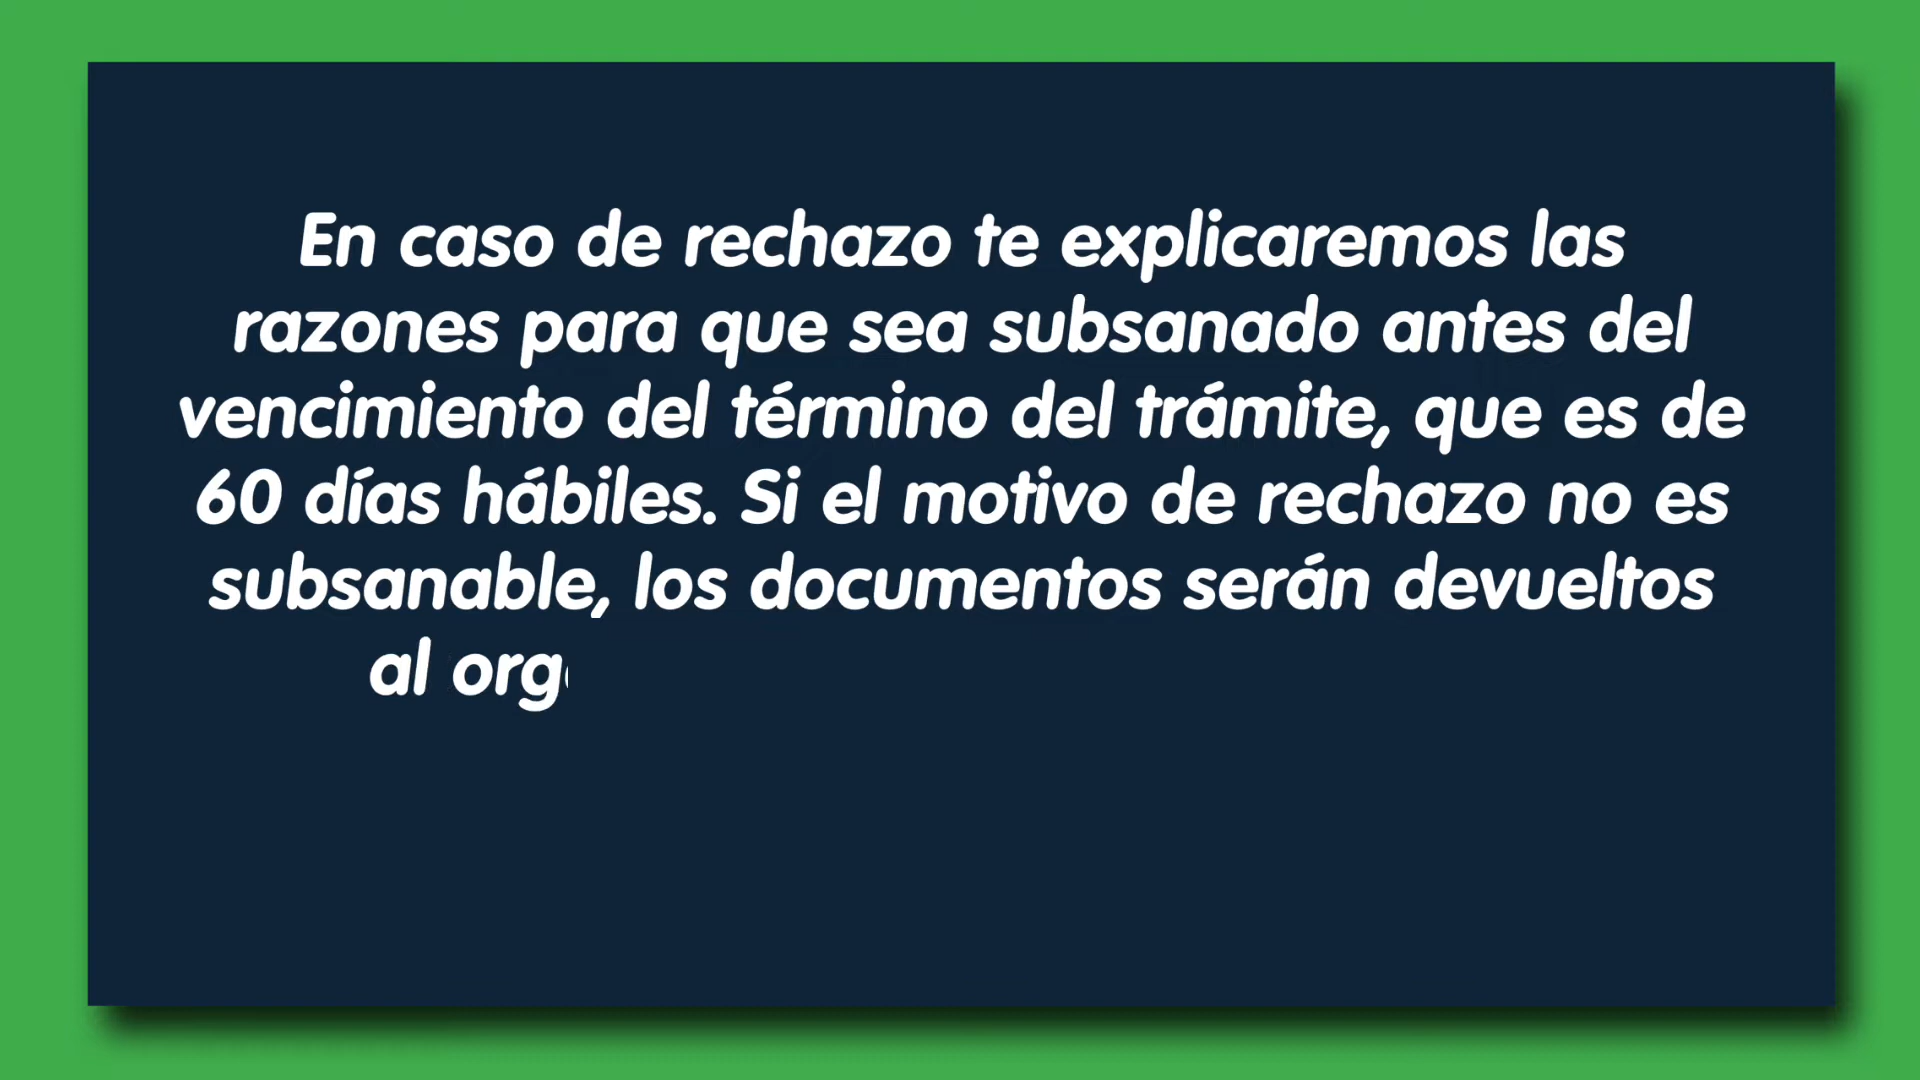 En caso de rechazo te explicaremos las
razones para que sea subsanado antes del
vencimiento del término del trámite, que es de
60 días hábiles. Si el motivo de rechazo no es
subsanable, los documentos serán devueltos
al